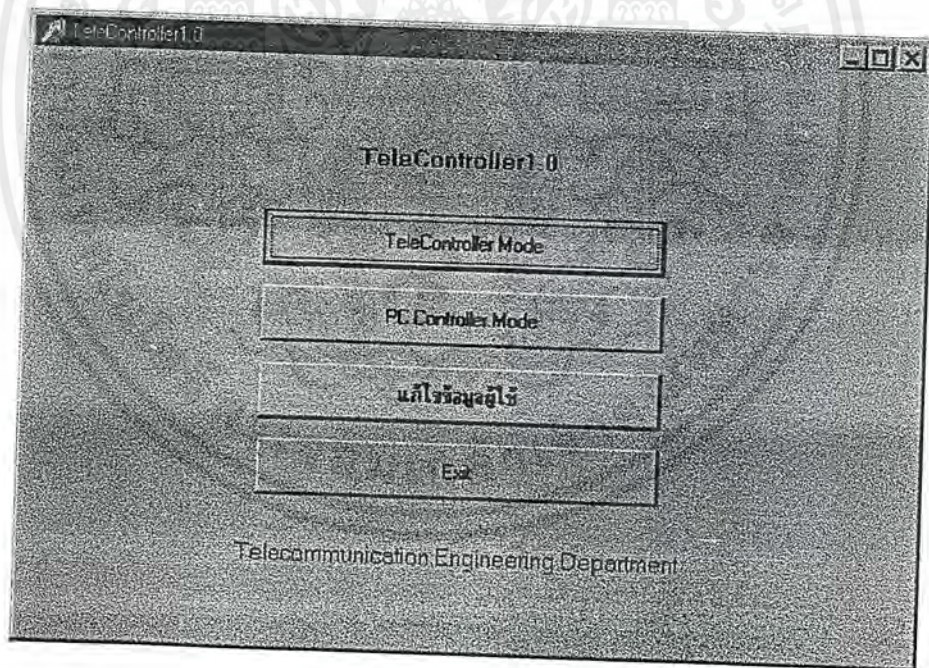 TeleController1.0
TeleController1.0
TeleController Mode
PC Controller Mode
แก้ไขข้อมูลผู้ใช้
Exit
Telecommunication Engineering Department